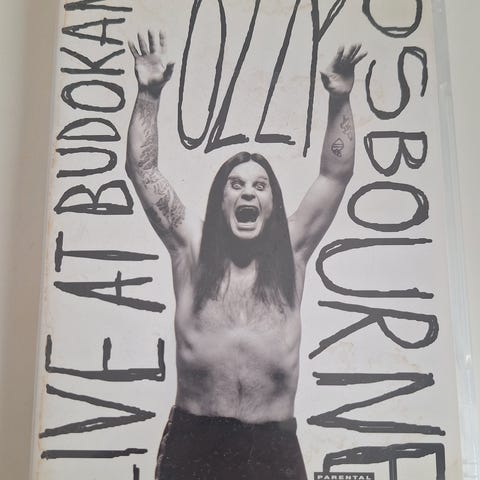 OZZY
OSBOURNE
LIVE AT BUDOKAN
PARENTAL